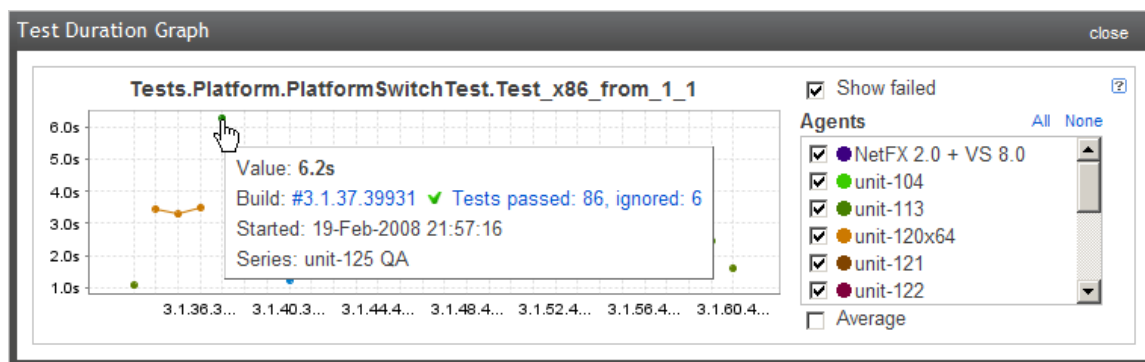 Test Duration Graph
close
Tests.Platform.PlatformSwitchTest.Test_x86_from_1_1
6.0s
5.0s
4.0s
3.0s
2.0s
1.0s
Value: 6.2s
Build: #3.1.37.39931 Tests passed: 86, ignored: 6
Started: 19-Feb-2008 21:57:16
Series: unit-125 QA
3.1.36.3... 3.1.40.3... 3.1.44.4... 3.1.48.4... 3.1.52.4... 3.1.56.4... 3.1.60.4...
Show failed
?
Agents All None
NetFX 2.0 + VS 8.0
unit-104
unit-113
unit-120x64
unit-121
unit-122
Average